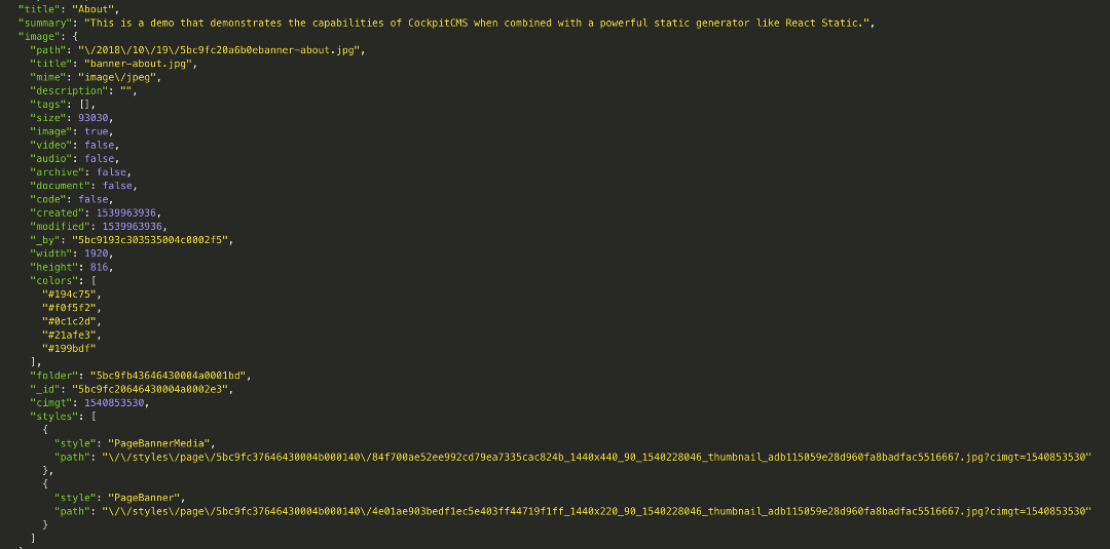 "title": "About",
"summary": "This is a demo that demonstrates the capabilities of CockpitCMS when combined with a powerful static generator like React Static.",
"image": {
"path": "\/2018\/10\/19\/5bc9fc20a6b0ebanner-about.jpg",
"title": "banner-about.jpg",
"mime": "image\/jpeg",
"description": "",
"tags": [],
"size": 93030,
"image": true,
"video": false,
"audio": false,
"archive": false,
"document": false,
"code": false,
"created": 1539963936,
"modified": 1539963936,
"_by": "5bc9193c303535004c0002f5",
"width": 1920,
"height": 816,
"colors": [
"#194c75",
"#f0f5f2",
"#0c1c2d",
"#21afe3",
"#199bdf"
],
"folder": "5bc9fb43646430004a0001bd",
"_id": "5bc9fc20646430004a0002e3",
"cimgt": 1540853530,
"styles": [
{
"style": "PageBannerMedia",
"path": "\/\/styles\/page\/5bc9fc37646430004b000140\/84f700ae52ee992cd79ea7335cac824b_1440x440_90_1540228046_thumbnail_adb115059e28d960fa8badfac5516667.jpg?cimgt=1540853530"
},
{
"style": "PageBanner",
"path": "\/\/styles\/page\/5bc9fc37646430004b000140\/4e01ae903bedf1ec5e403ff44719f1ff_1440x220_90_1540228046_thumbnail_adb115059e28d960fa8badfac5516667.jpg?cimgt=1540853530"
}
]